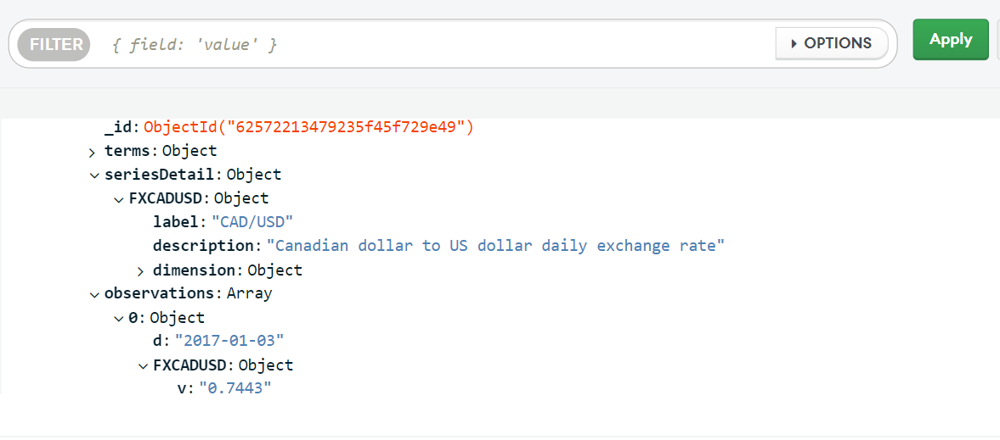 FILTER { field: 'value' } OPTIONS Apply
_id: ObjectId("62572213479235f45f729e49")
terms: Object
seriesDetail: Object
FXCADUSD: Object
label: "CAD/USD"
description: "Canadian dollar to US dollar daily exchange rate"
dimension: Object
observations: Array
0: Object
d: "2017-01-03"
FXCADUSD: Object
v: "0.7443"